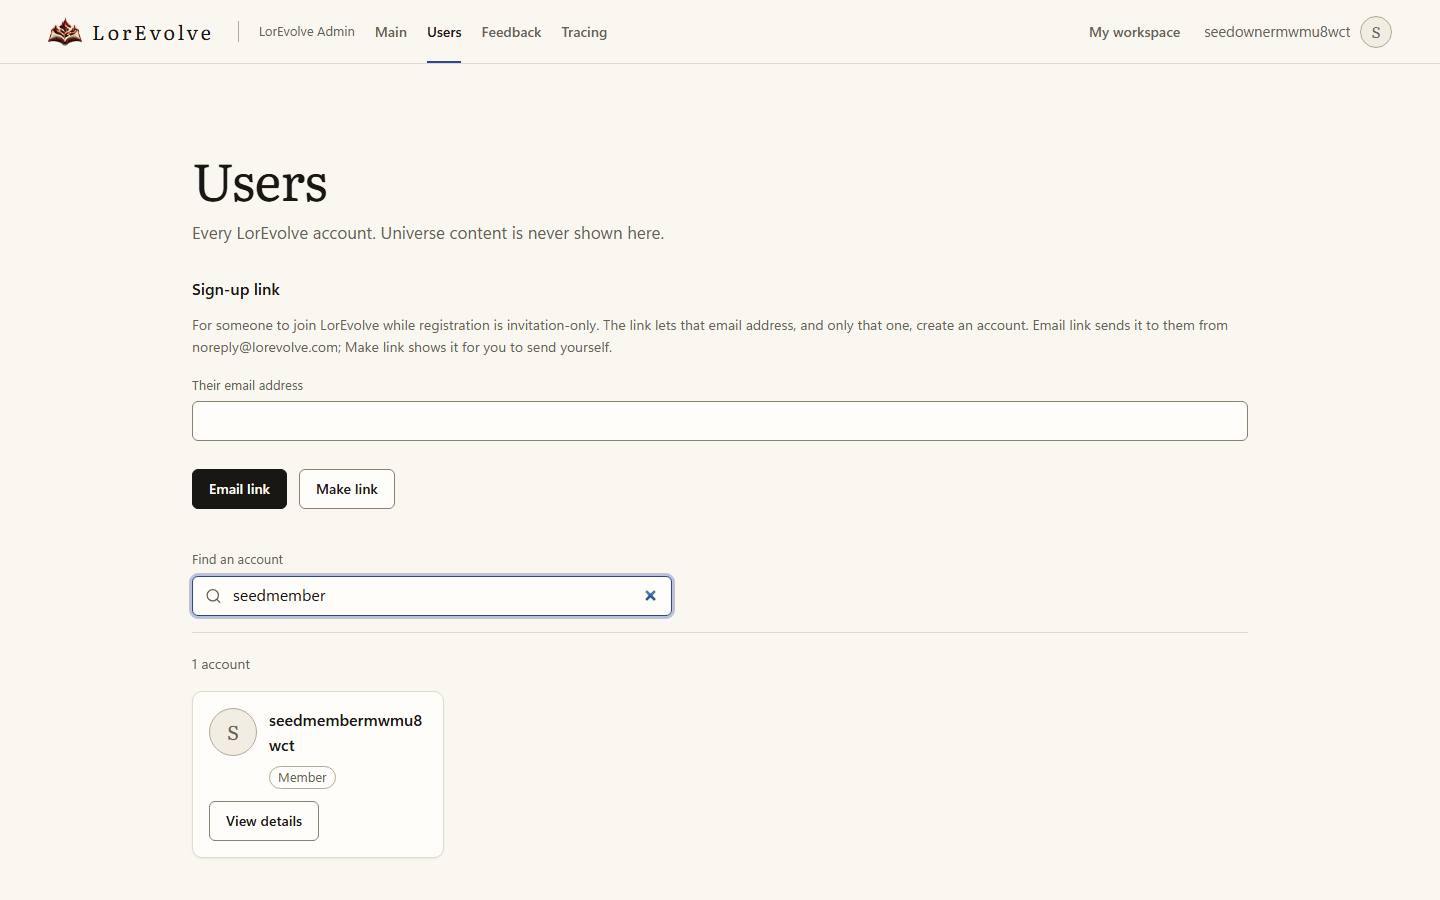 LorEvolve
LorEvolve Admin
Main
Users
Feedback
Tracing
My workspace
seedownermwmu8wct
S
Users
Every LorEvolve account. Universe content is never shown here.
Sign-up link
For someone to join LorEvolve while registration is invitation-only. The link lets that email address, and only that one, create an account. Email link sends it to them from
noreply@lorevolve.com; Make link shows it for you to send yourself.
Their email address
Email link
Make link
Find an account
seedmember
1 account
S
seedmembermwmu8
wct
Member
View details